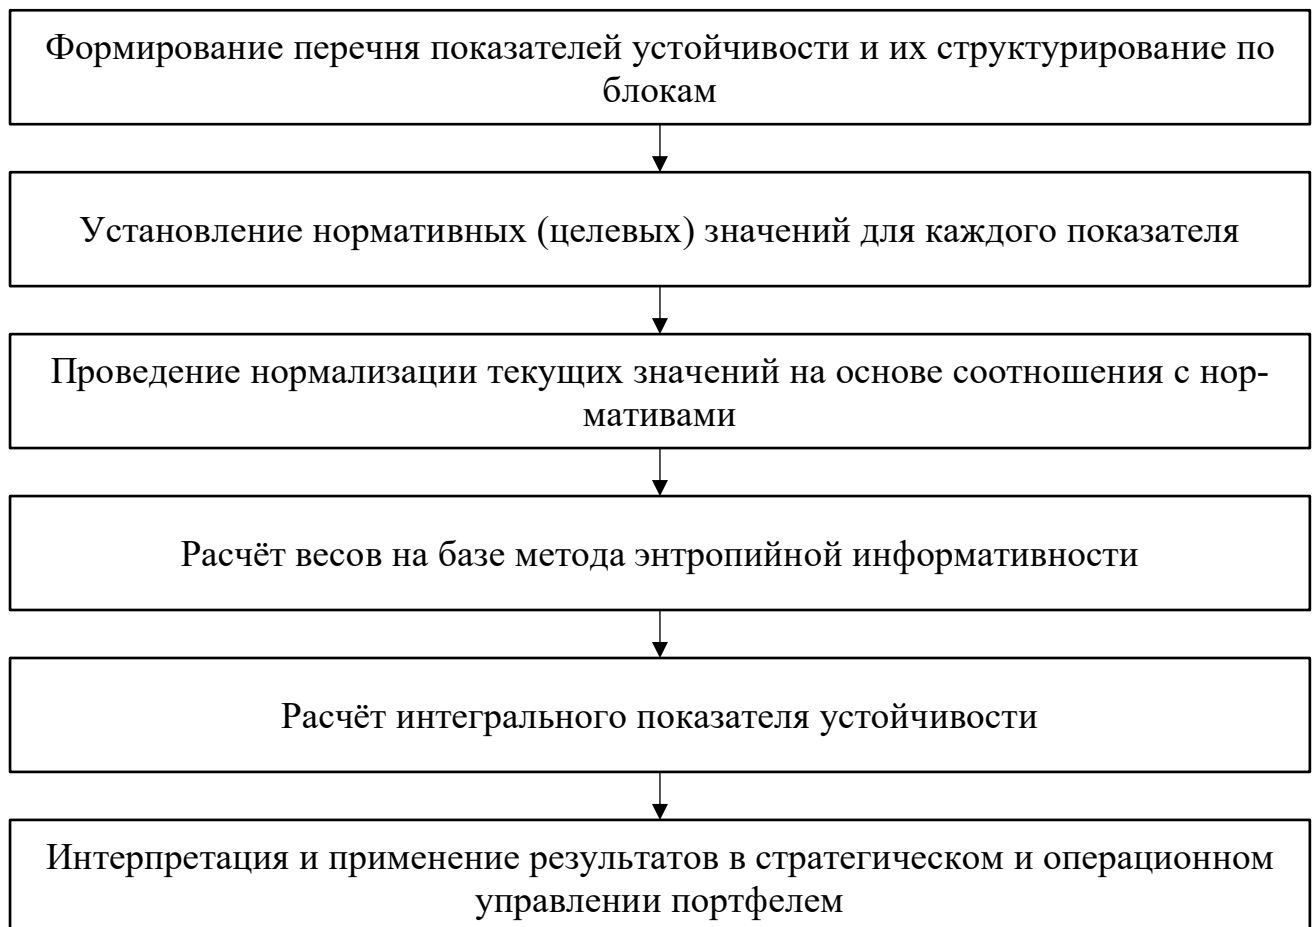 Формирование перечня показателей устойчивости и их структурирование по
блокам
Установление нормативных (целевых) значений для каждого показателя
Проведение нормализации текущих значений на основе соотношения с нор-
мативами
Расчёт весов на базе метода энтропийной информативности
Расчёт интегрального показателя устойчивости
Интерпретация и применение результатов в стратегическом и операционном
управлении портфелем